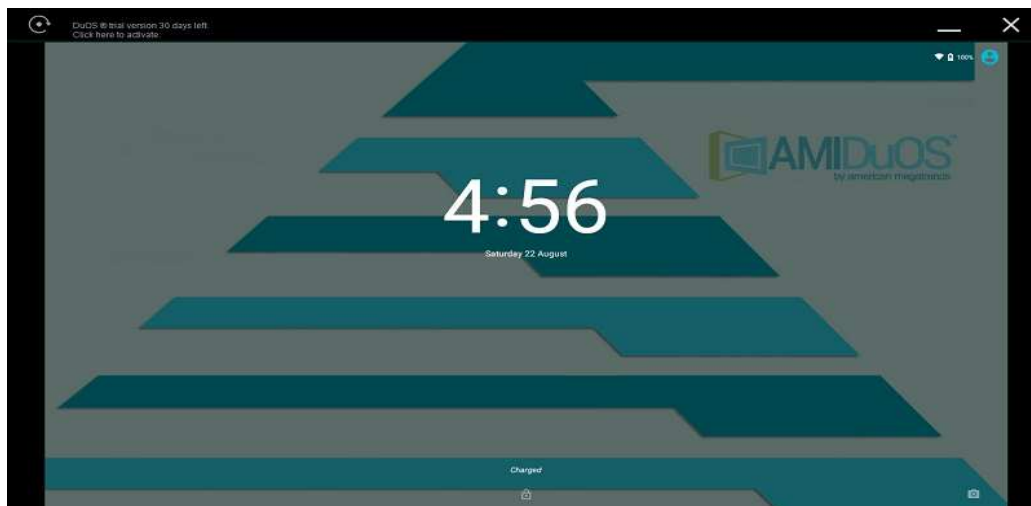 DuOS ® trial version 30 days left.
Click here to activate.
100%
AMIDuOS™
by american megatrends
4:56
Saturday 22 August
Charged